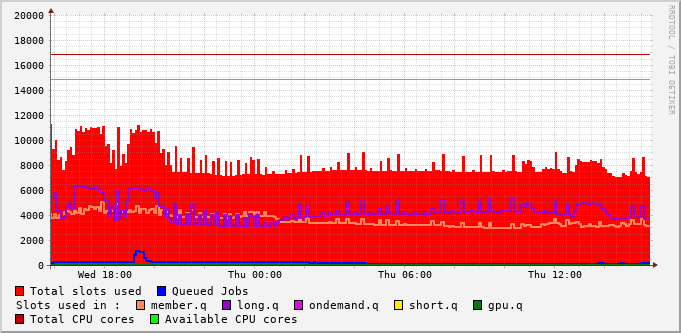 20000
18000
16000
14000
12000
10000
8000
6000
4000
2000
0
Wed 18:00 Thu 00:00 Thu 06:00 Thu 12:00
RRDTOOL / TOBI OETIKER
Total slots used Queued Jobs
Slots used in : member.q long.q ondemand.q short.q gpu.q
Total CPU cores Available CPU cores